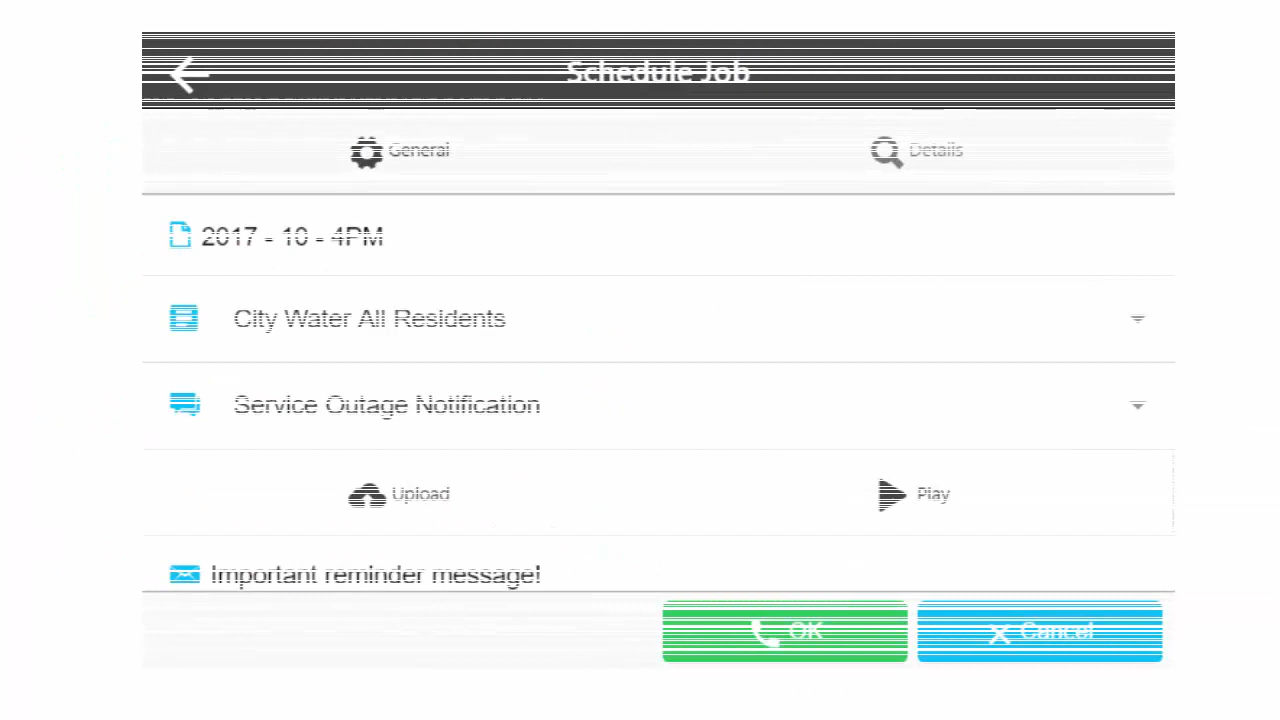 Schedule Job
General Details
2017 - 10 - 4PM
City Water All Residents
Service Outage Notification
Upload Play
Important reminder message!
OK Cancel